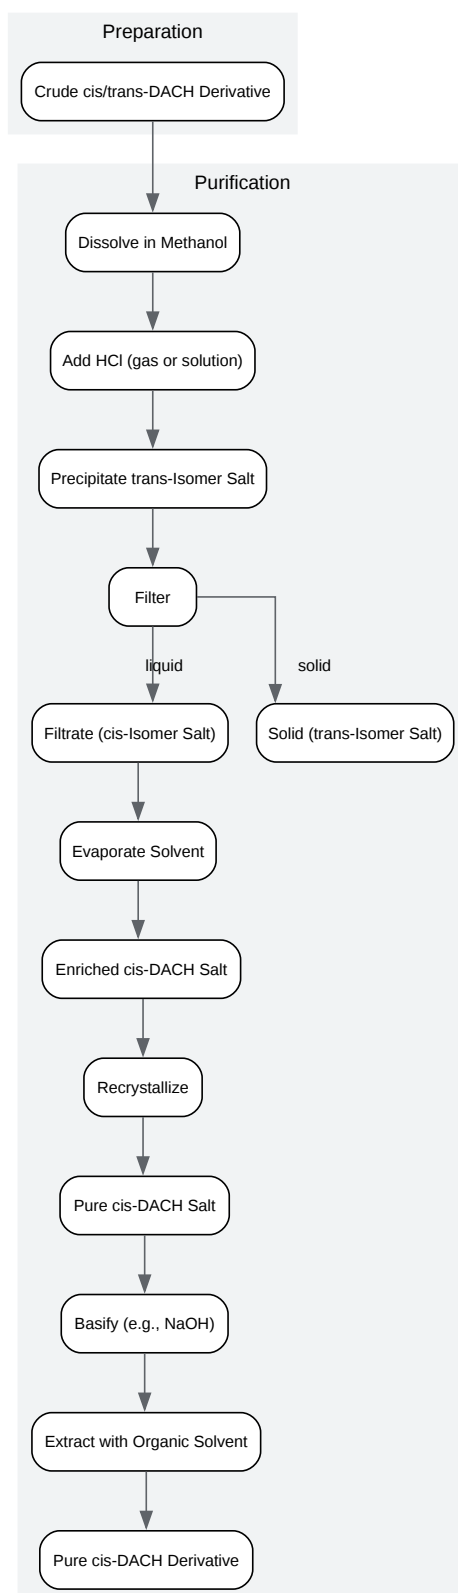 Preparation
Crude cis/trans-DACH Derivative
Purification
Dissolve in Methanol
Add HCl (gas or solution)
Precipitate trans-Isomer Salt
Filter
liquid
solid
Filtrate (cis-Isomer Salt)
Solid (trans-Isomer Salt)
Evaporate Solvent
Enriched cis-DACH Salt
Recrystallize
Pure cis-DACH Salt
Basify (e.g., NaOH)
Extract with Organic Solvent
Pure cis-DACH Derivative